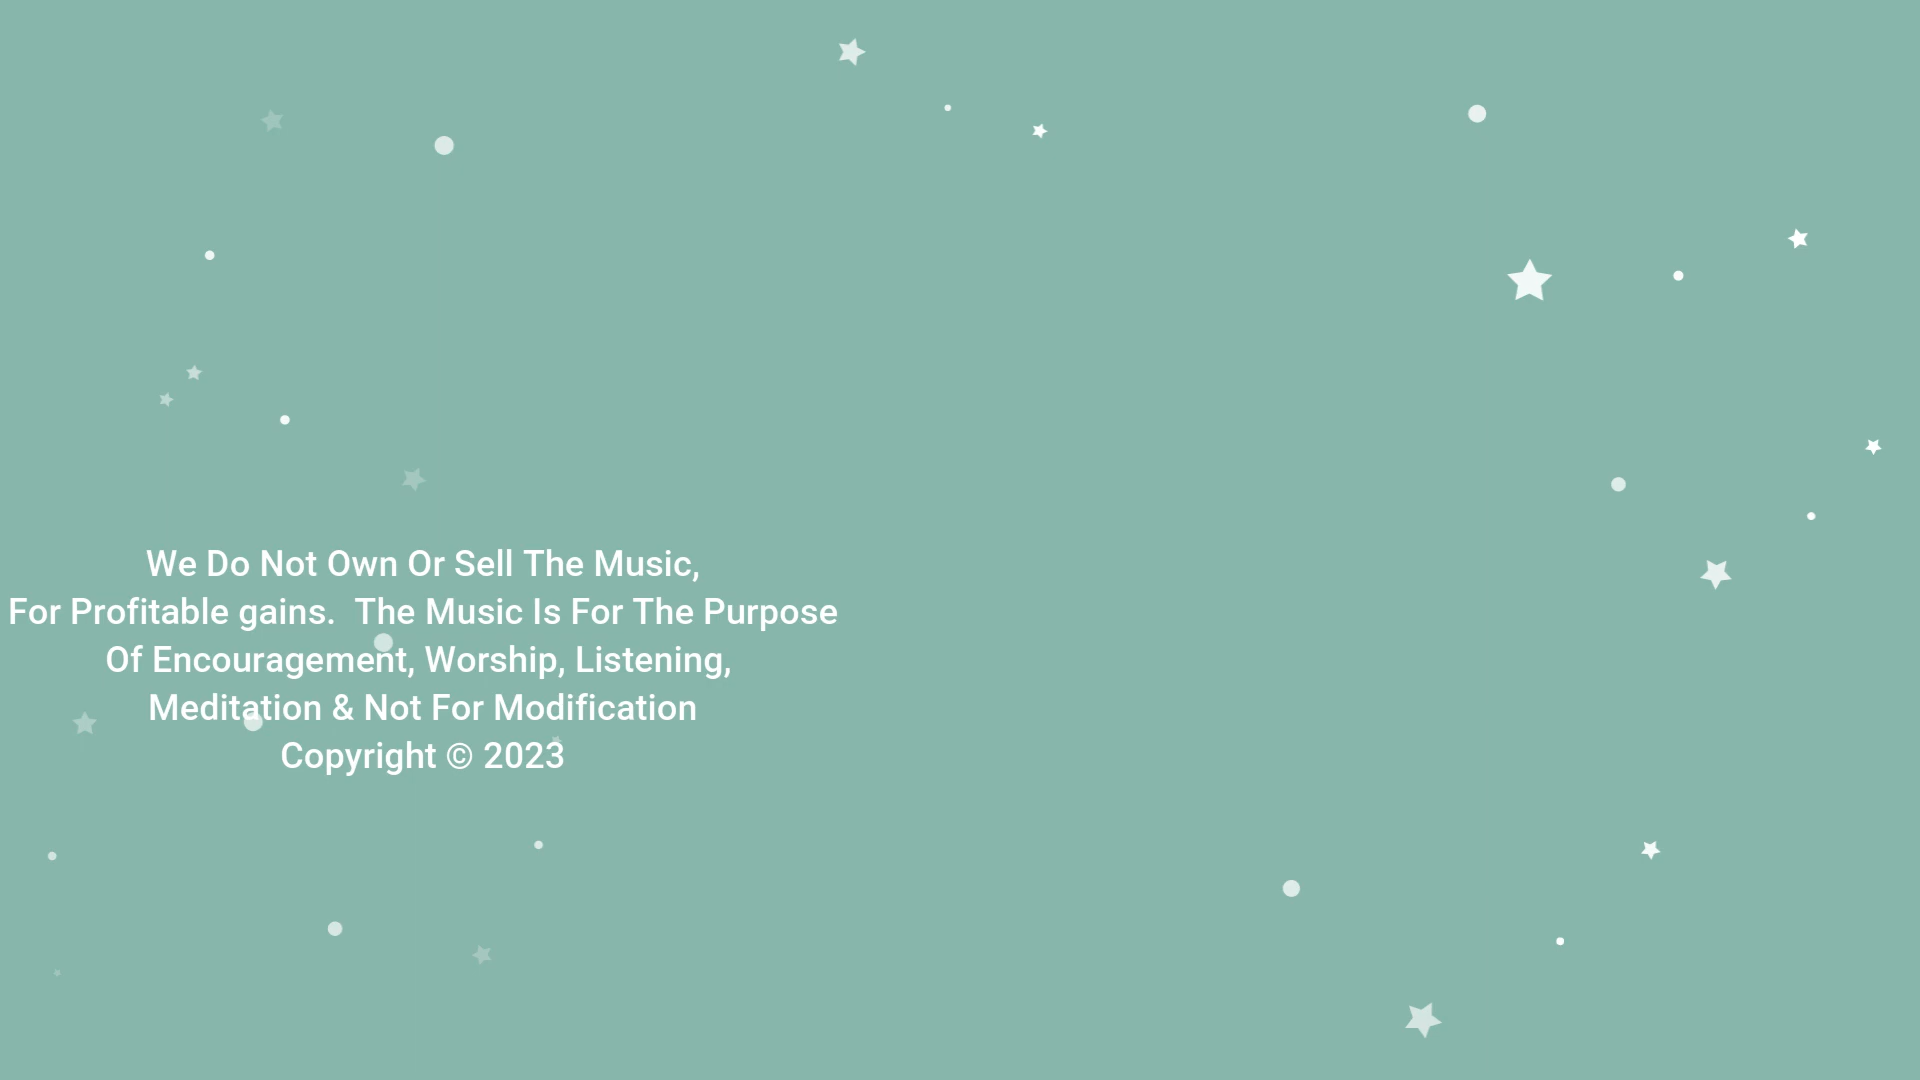 We Do Not Own Or Sell The Music,
For Profitable gains.  The Music Is For The Purpose
Of Encouragement, Worship, Listening,
Meditation & Not For Modification
Copyright © 2023